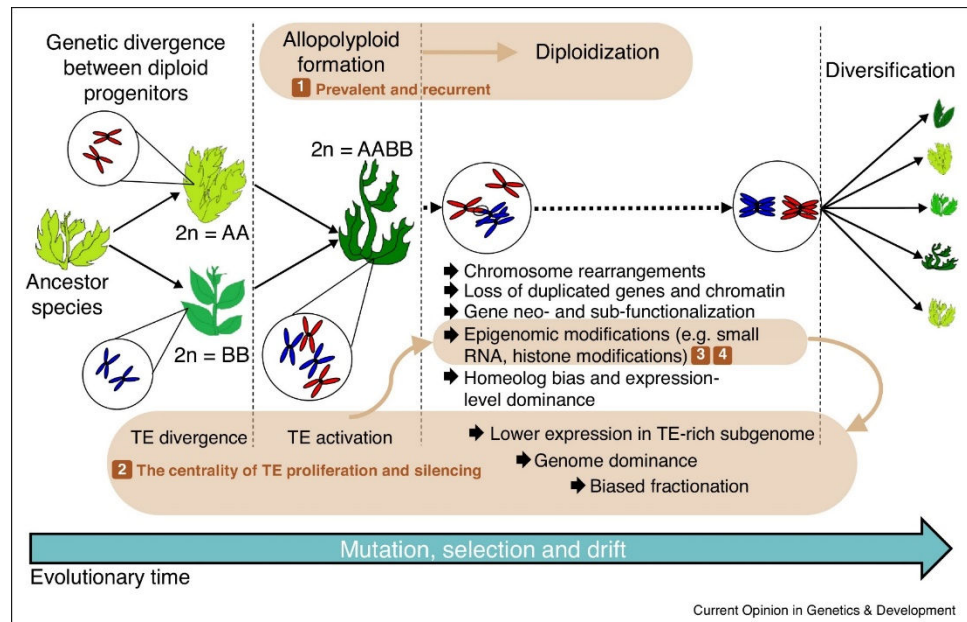 Genetic divergence
between diploid
progenitors
Allopolyploid
formation
Diploidization
1 Prevalent and recurrent
Diversification
2n = AABB
2n = AA
Ancestor
species
2n = BB
Chromosome rearrangements
Loss of duplicated genes and chromatin
Gene neo- and sub-functionalization
Epigenomic modifications (e.g. small
RNA, histone modifications) 3 4
Homeolog bias and expression-
level dominance
TE divergence
TE activation
Lower expression in TE-rich subgenome
2 The centrality of TE proliferation and silencing
Genome dominance
Biased fractionation
Mutation, selection and drift
Evolutionary time
Current Opinion in Genetics & Development